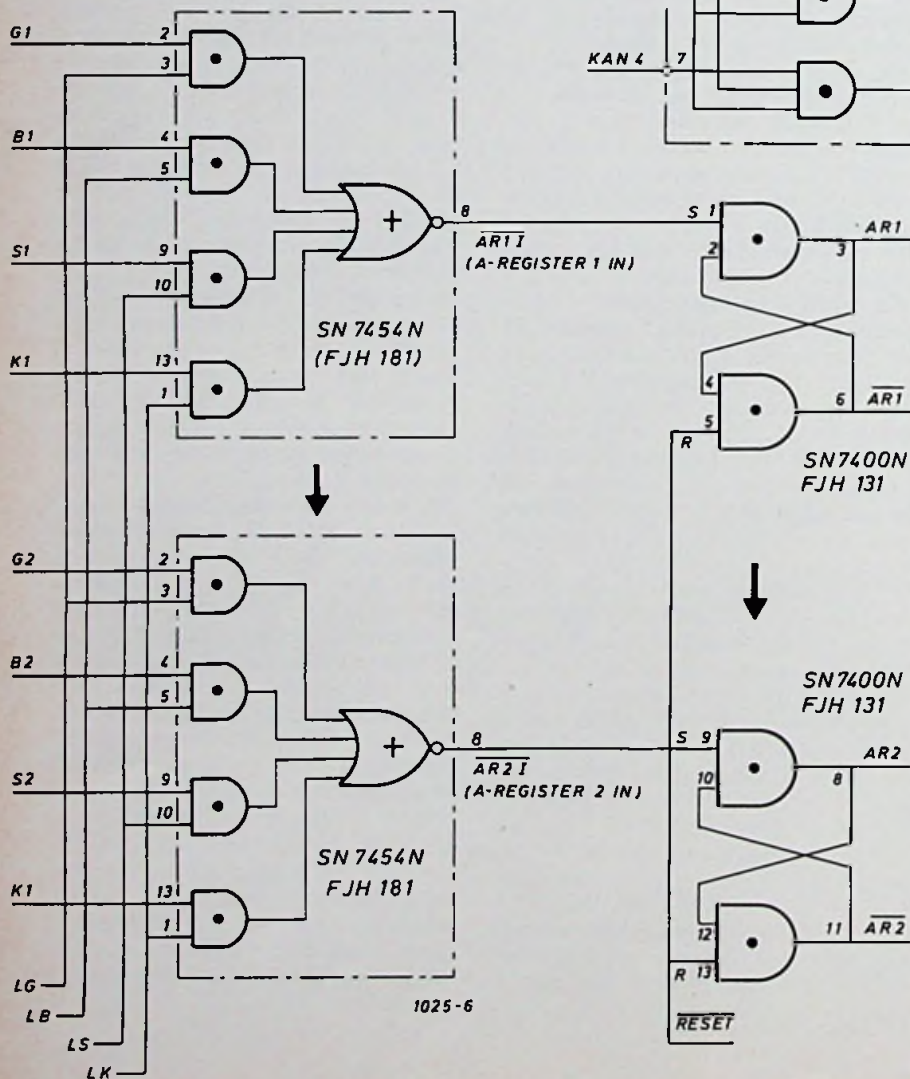 G1
2
3
B1
4
5
S1
9
10
K1
13
1
SN 7454N
(FJH 181)
8
AR1 I
(A-REGISTER 1 IN)
KAN 4
7
S
1
2
3
AR1
4
5
R
6
AR1
SN7400N
FJH 131
G2
2
3
B2
4
5
S2
9
10
K1
13
1
SN 7454N
FJH 181
8
AR2 I
(A-REGISTER 2 IN)
SN7400N
FJH 131
S
9
10
8
AR2
12
R
13
11
AR2
LG
LB
LS
LK
1025-6
RESET